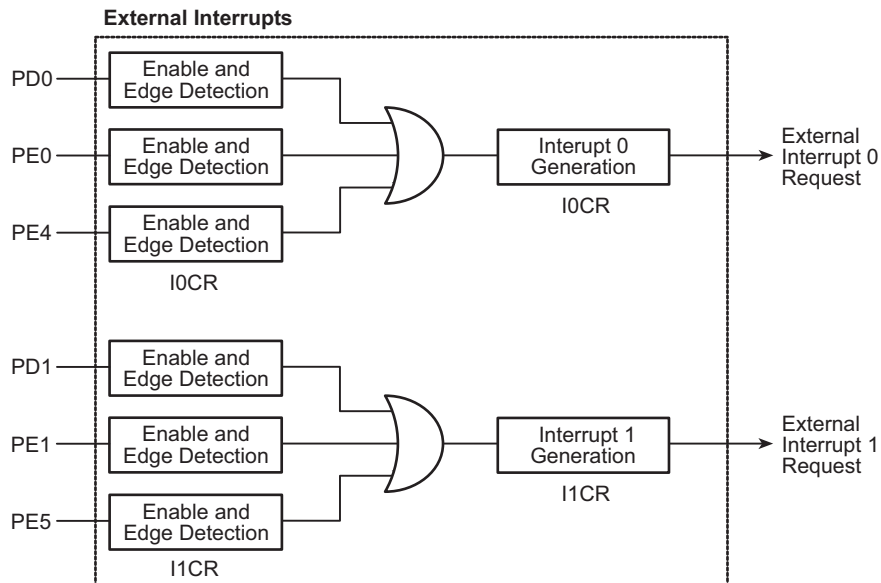 External Interrupts
PD0
Enable and
Edge Detection
PE0
Enable and
Edge Detection
PE4
Enable and
Edge Detection
I0CR
Interupt 0
Generation
I0CR
External
Interrupt 0
Request
PD1
Enable and
Edge Detection
PE1
Enable and
Edge Detection
PE5
Enable and
Edge Detection
I1CR
Interrupt 1
Generation
I1CR
External
Interrupt 1
Request